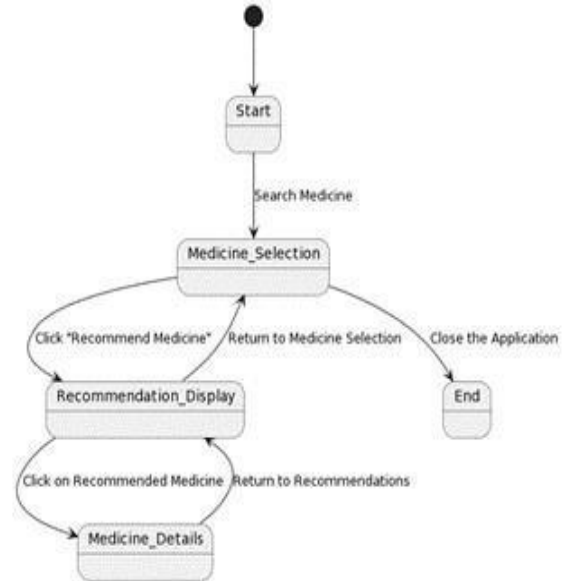 Start
Search Medicine
Medicine_Selection
Click "Recommend Medicine"
Return to Medicine Selection
Close the Application
Recommendation_Display
End
Click on Recommended Medicine
Return to Recommendations
Medicine_Details